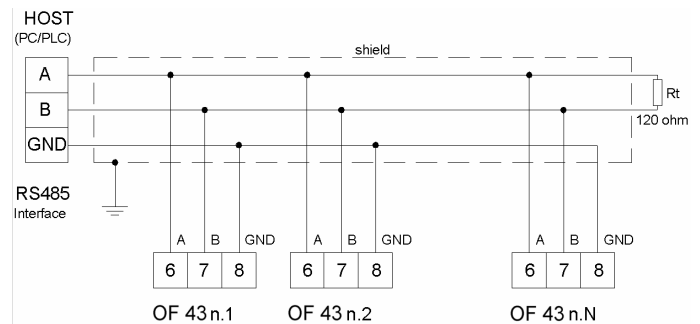 HOST
(PC/PLC)
shield
A
B
GND
Rt
120 ohm
RS485
Interface
A B GND
A B GND
A B GND
6 7 8
6 7 8
6 7 8
OF 43 n.1
OF 43 n.2
OF 43 n.N